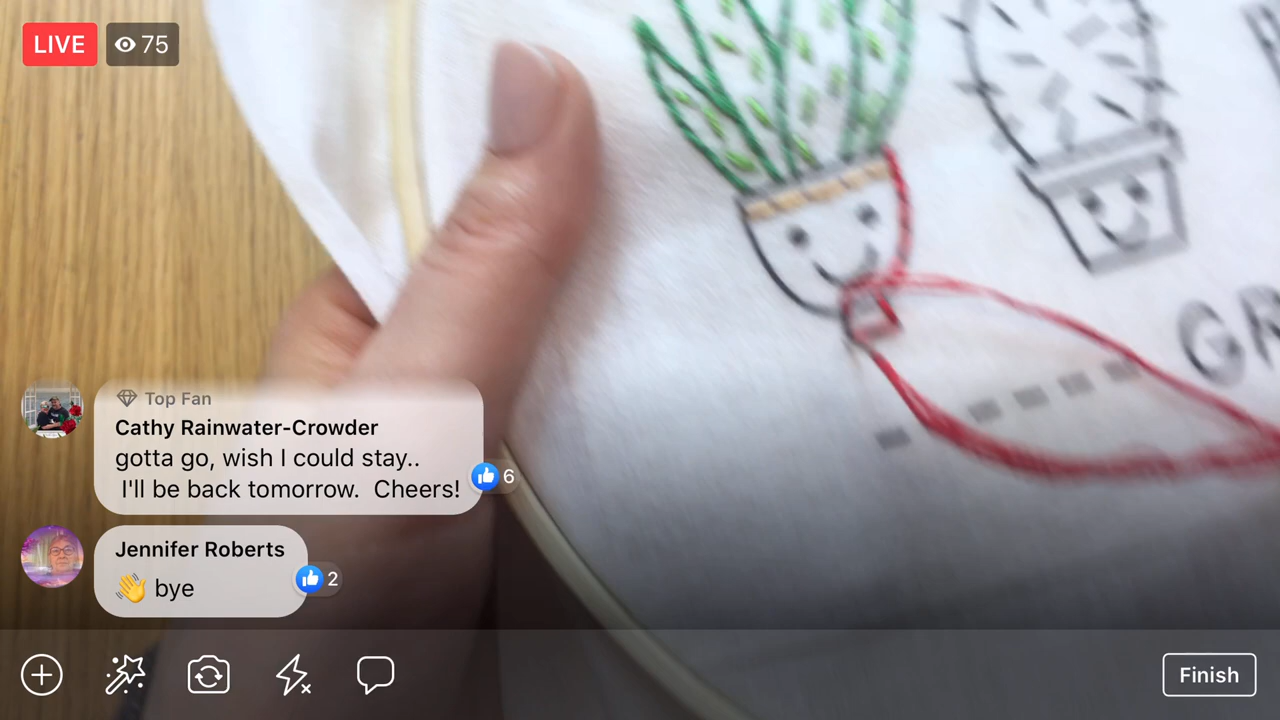 LIVE 75
GR
Top Fan
Cathy Rainwater-Crowder
gotta go, wish I could stay..
I'll be back tomorrow.  Cheers!
6
Jennifer Roberts
👋 bye
2
Finish